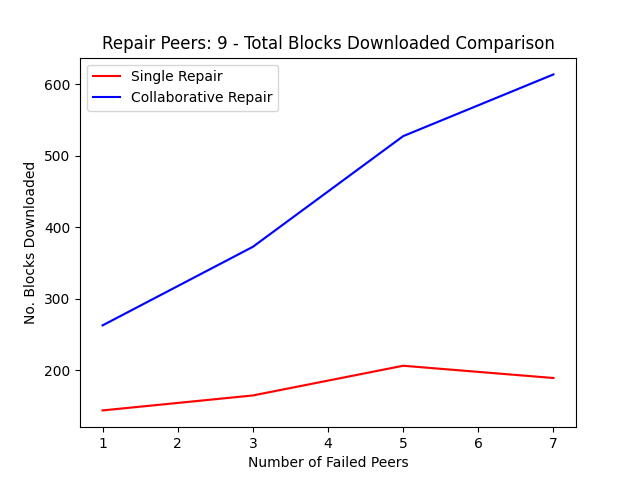 Repair Peers: 9 - Total Blocks Downloaded Comparison
Single Repair
Collaborative Repair
No. Blocks Downloaded
600
500
400
300
200
1 2 3 4 5 6 7
Number of Failed Peers